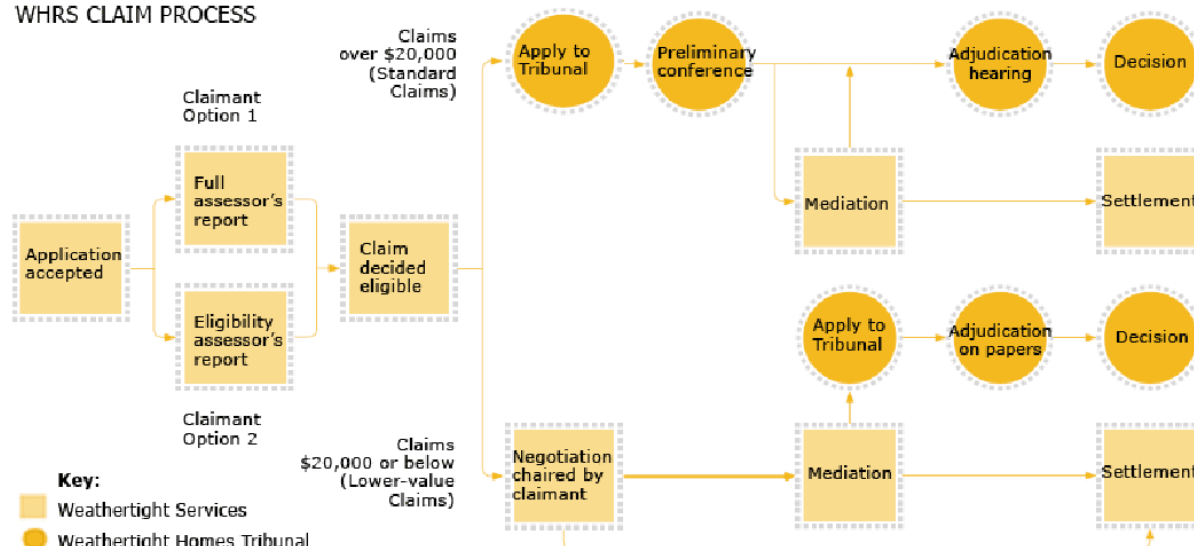 WHRS CLAIM PROCESS
Claims
over $20,000
(Standard
Claims)
Apply to
Tribunal
Preliminary
conference
Adjudication
hearing
Decision
Claimant
Option 1
Full
assessor's
report
Mediation
Settlement
Application
accepted
Claim
decided
eligible
Eligibility
assessor's
report
Apply to
Tribunal
Adjudication
on papers
Decision
Claimant
Option 2
Claims
$20,000 or below
(Lower-value
Claims)
Negotiation
chaired by
claimant
Mediation
Settlement
Key:
Weathertight Services
Weathertight Homes Tribunal